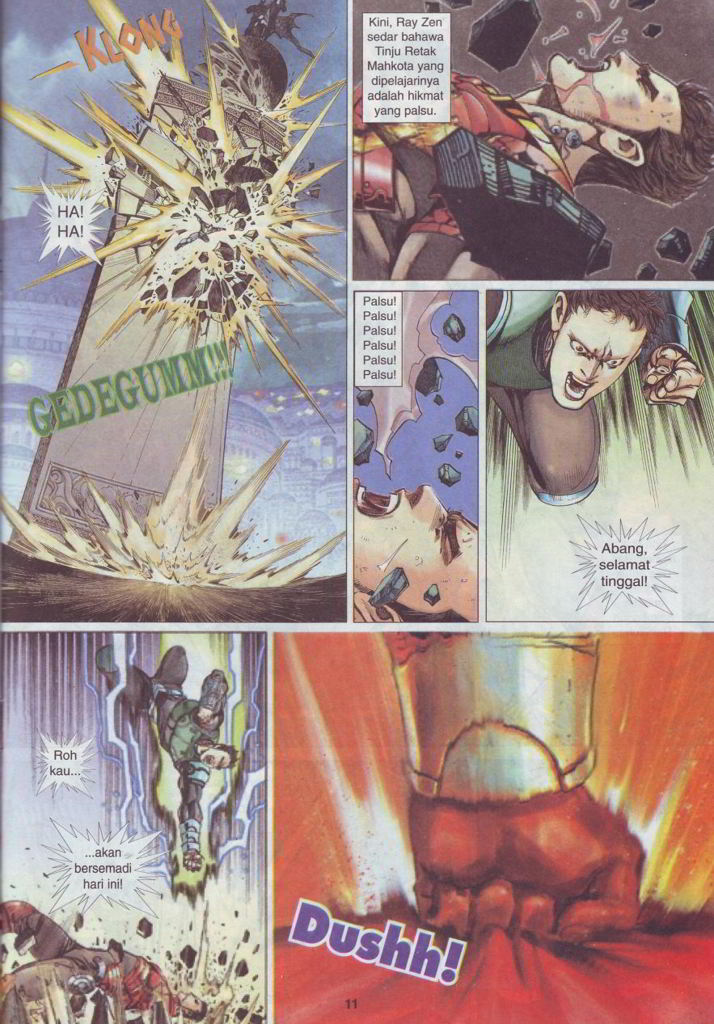 KLONG
HA!
HA!
GEDEGUMM!!!
Kini, Ray Zen
sedar bahawa
Tinju Retak
Mahkota yang
dipelajarinya
adalah hikmat
yang palsu.
Palsu!
Palsu!
Palsu!
Palsu!
Palsu!
Palsu!
Abang,
selamat
tinggal!
Roh
kau...
...akan
bersemadi
hari ini!
Dushh!
11